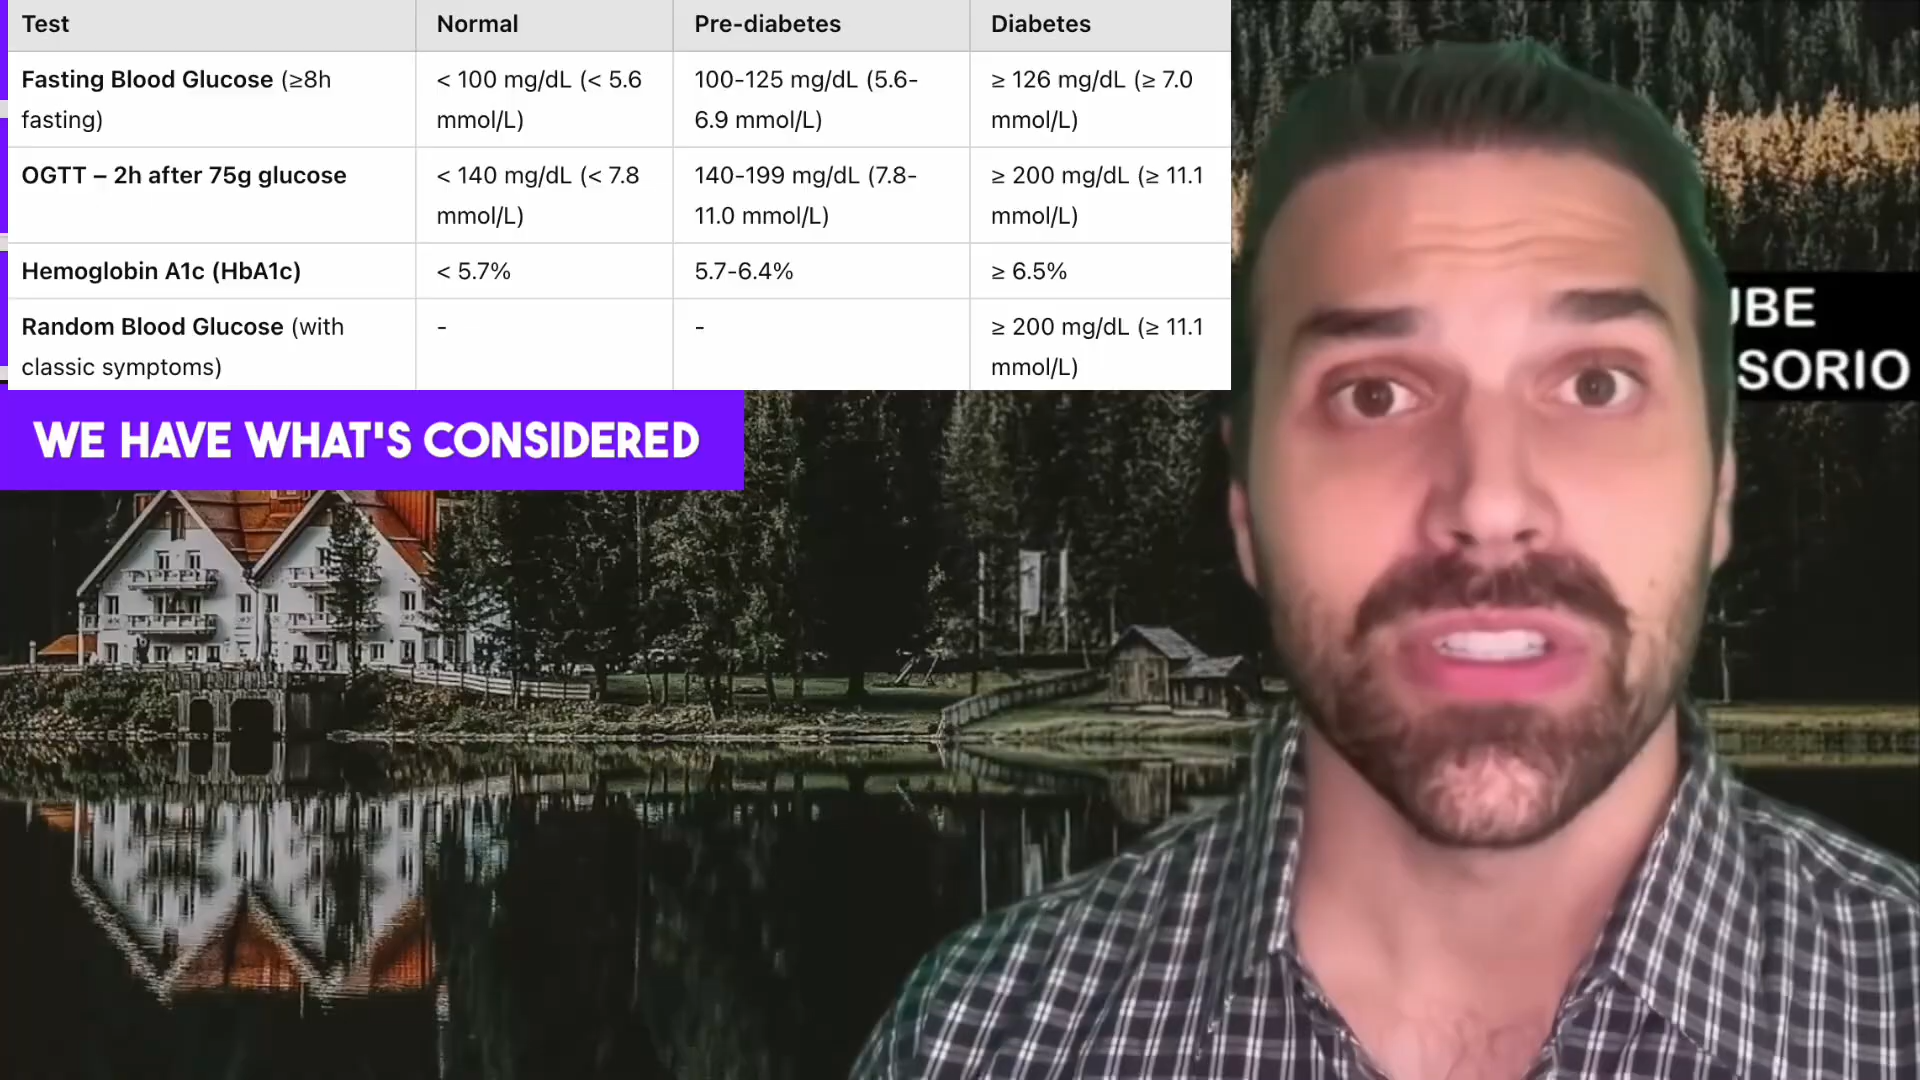 Test Normal Pre-diabetes Diabetes
Fasting Blood Glucose (≥8h < 100 mg/dL (< 5.6 100-125 mg/dL (5.6- ≥ 126 mg/dL (≥ 7.0
fasting) mmol/L) 6.9 mmol/L) mmol/L)
OGTT – 2h after 75g glucose < 140 mg/dL (< 7.8 140-199 mg/dL (7.8- ≥ 200 mg/dL (≥ 11.1
mmol/L) 11.0 mmol/L) mmol/L)
Hemoglobin A1c (HbA1c) < 5.7% 5.7-6.4% ≥ 6.5%
Random Blood Glucose (with - - ≥ 200 mg/dL (≥ 11.1
classic symptoms) mmol/L)
UBE
SORIO
WE HAVE WHAT'S CONSIDERED